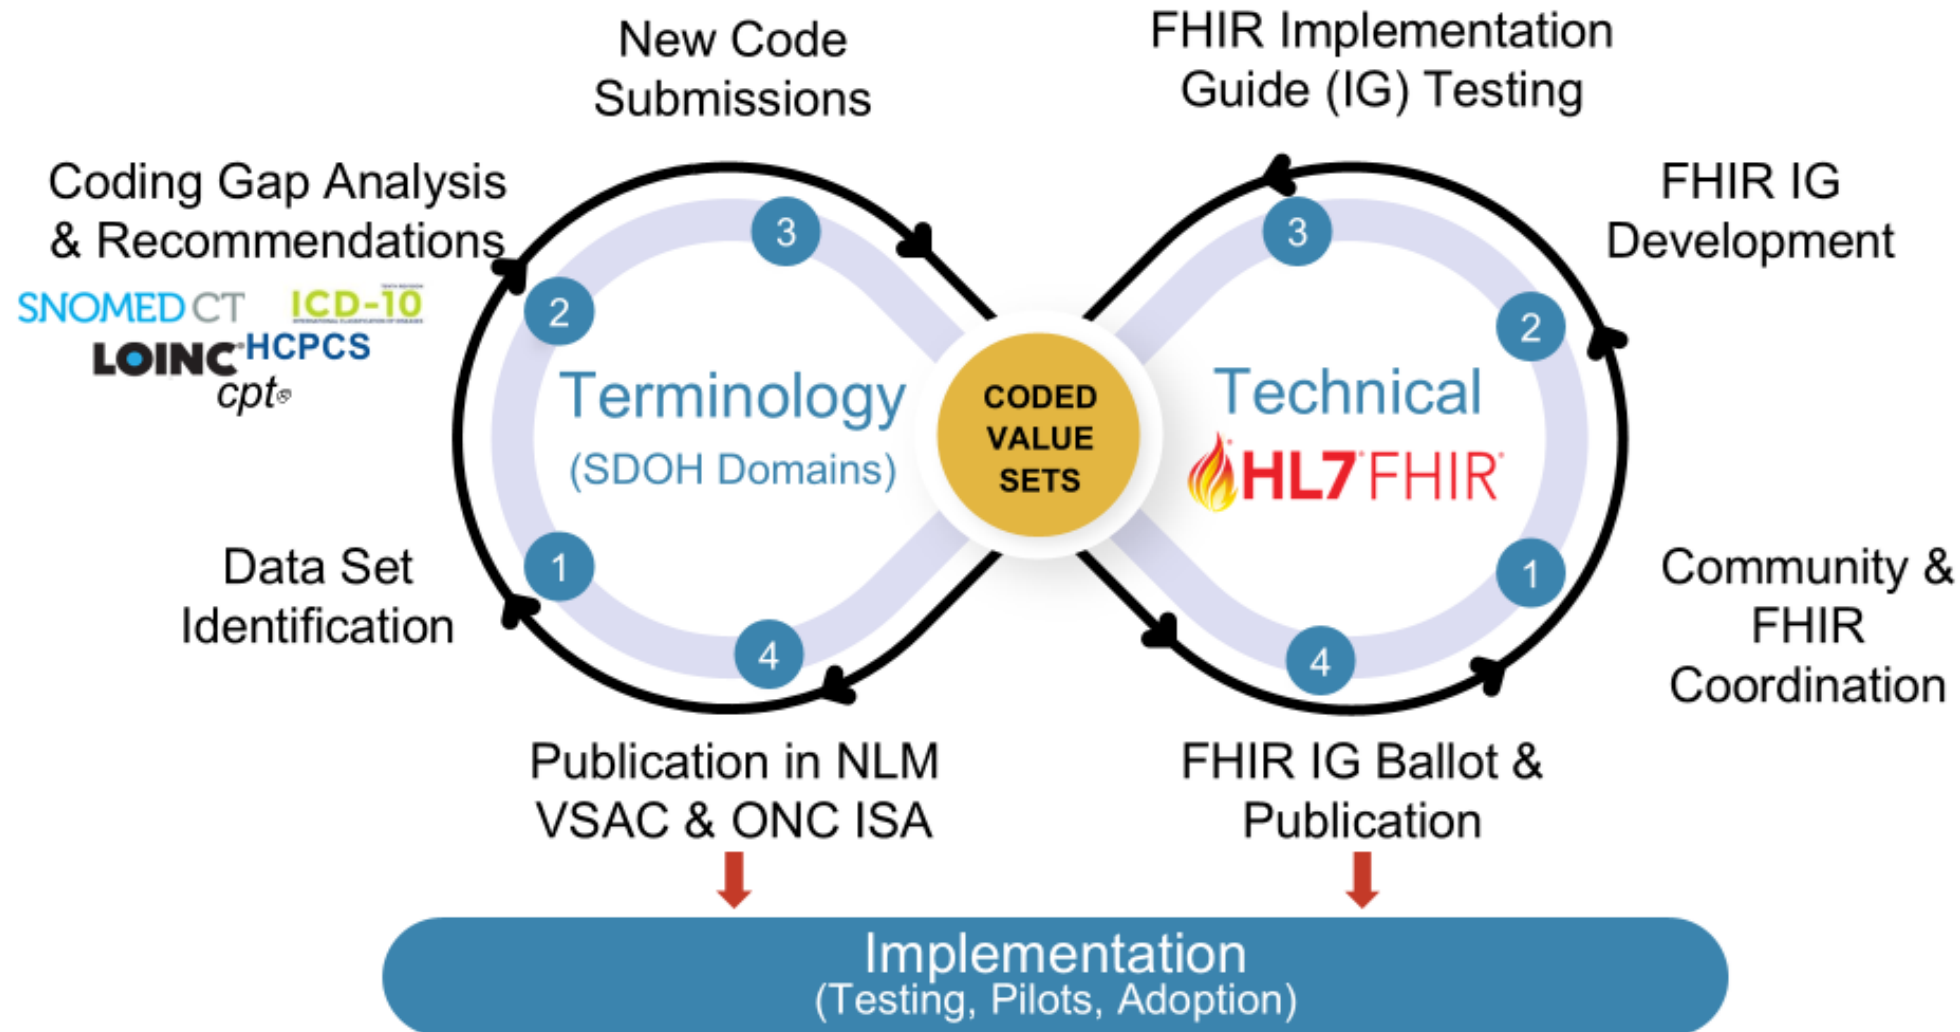 New Code
Submissions
FHIR Implementation
Guide (IG) Testing
Coding Gap Analysis
& Recommendations
SNOMED CT
ICD-10
LOINC®
HCPCS
cpt®
FHIR IG
Development
3
3
2
2
Terminology
(SDOH Domains)
CODED
VALUE
SETS
Technical
HL7® FHIR®
Data Set
Identification
1
1
Community &
FHIR
Coordination
4
4
Publication in NLM
VSAC & ONC ISA
FHIR IG Ballot &
Publication
Implementation
(Testing, Pilots, Adoption)